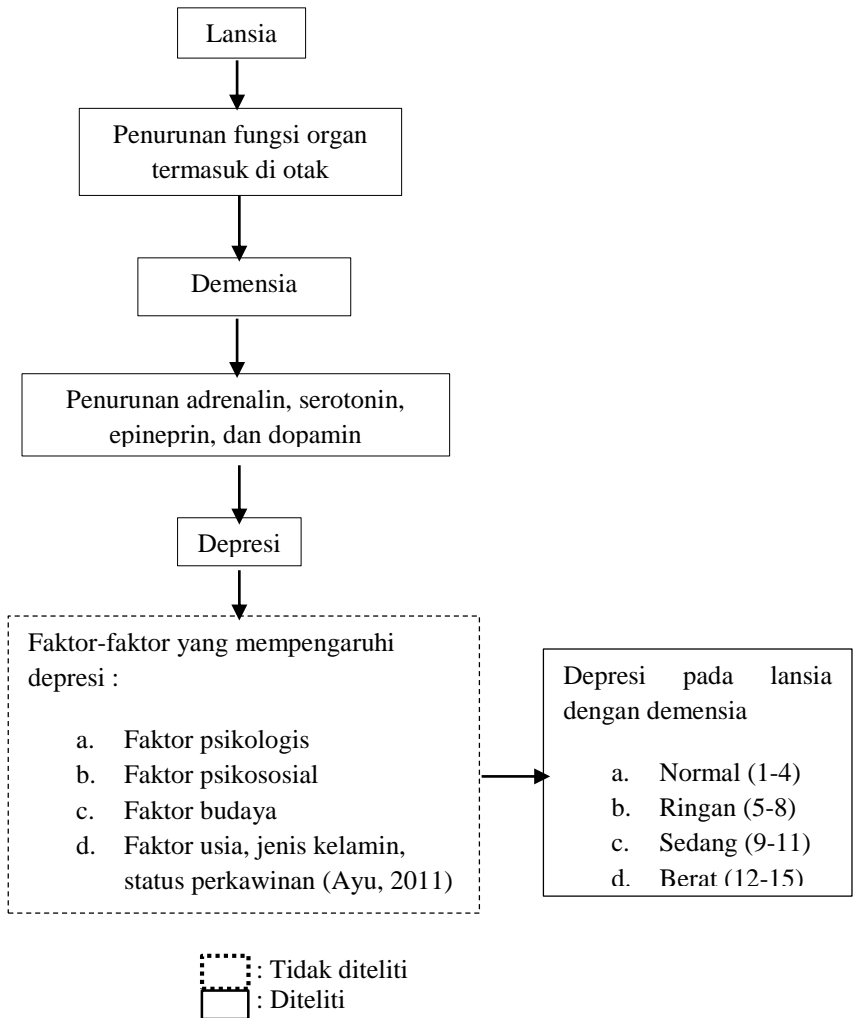 Lansia
Penurunan fungsi organ
termasuk di otak
Demensia
Penurunan adrenalin, serotonin,
epineprin, dan dopamin
Depresi
Faktor-faktor yang mempengaruhi
depresi :
a. Faktor psikologis
b. Faktor psikososial
c. Faktor budaya
d. Faktor usia, jenis kelamin,
status perkawinan (Ayu, 2011)
Depresi pada lansia
dengan demensia
a. Normal (1-4)
b. Ringan (5-8)
c. Sedang (9-11)
d. Berat (12-15)
: Tidak diteliti
: Diteliti